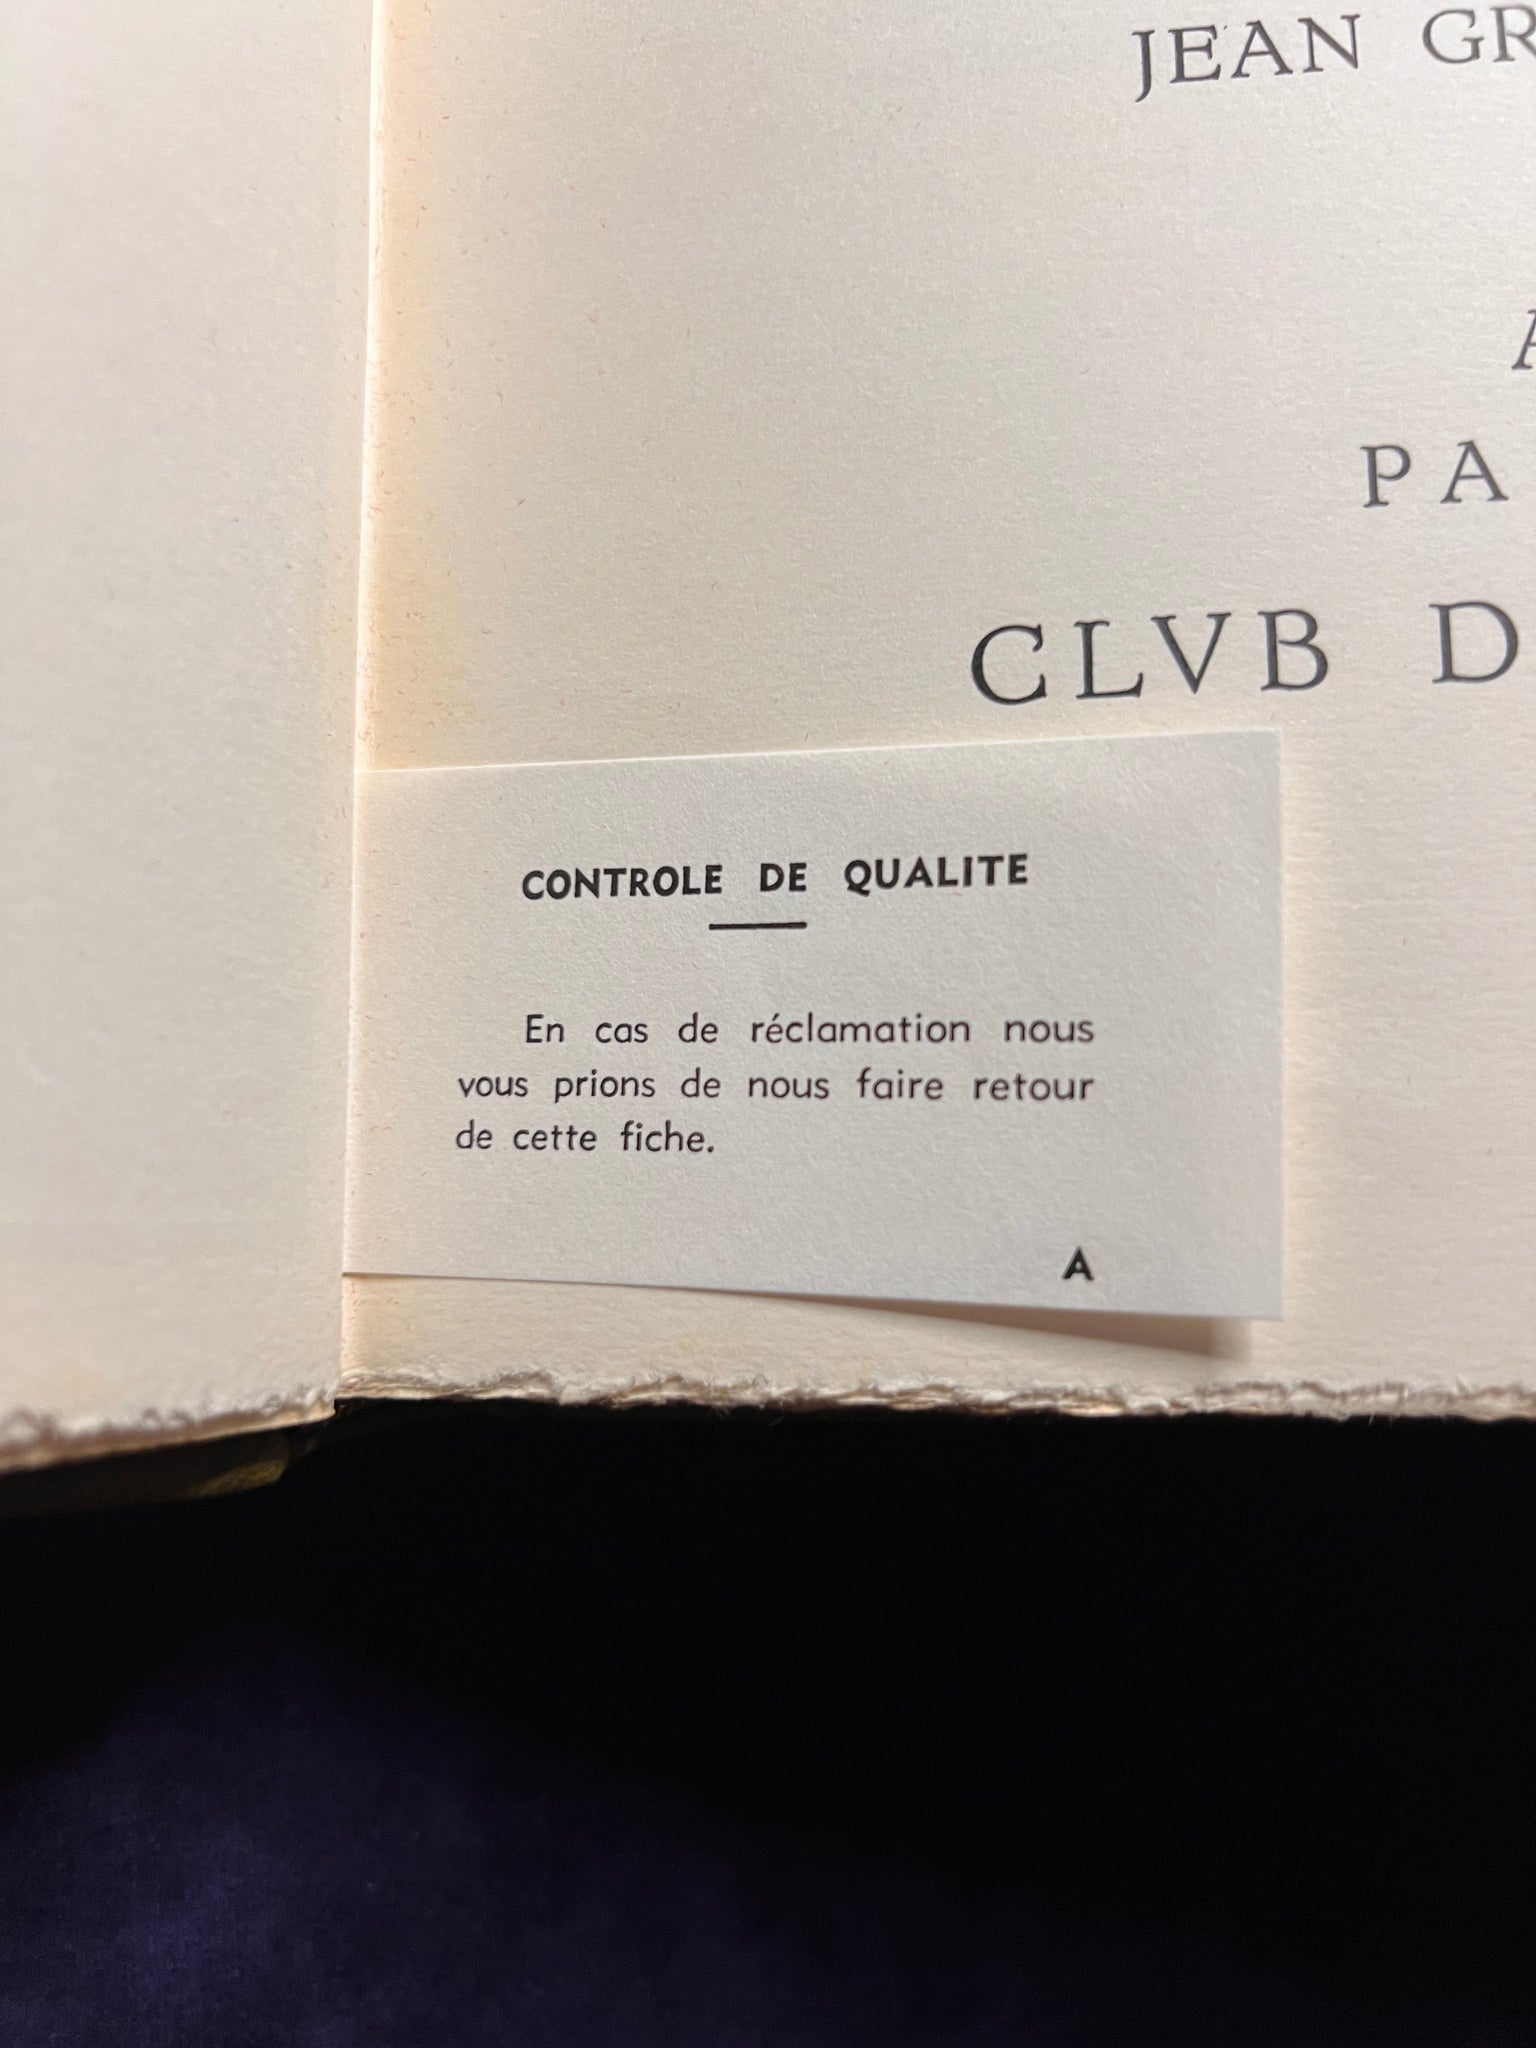 JEAN GR
A
PA
CLVB D
CONTROLE DE QUALITE
En cas de réclamation nous
vous prions de nous faire retour
de cette fiche.
A